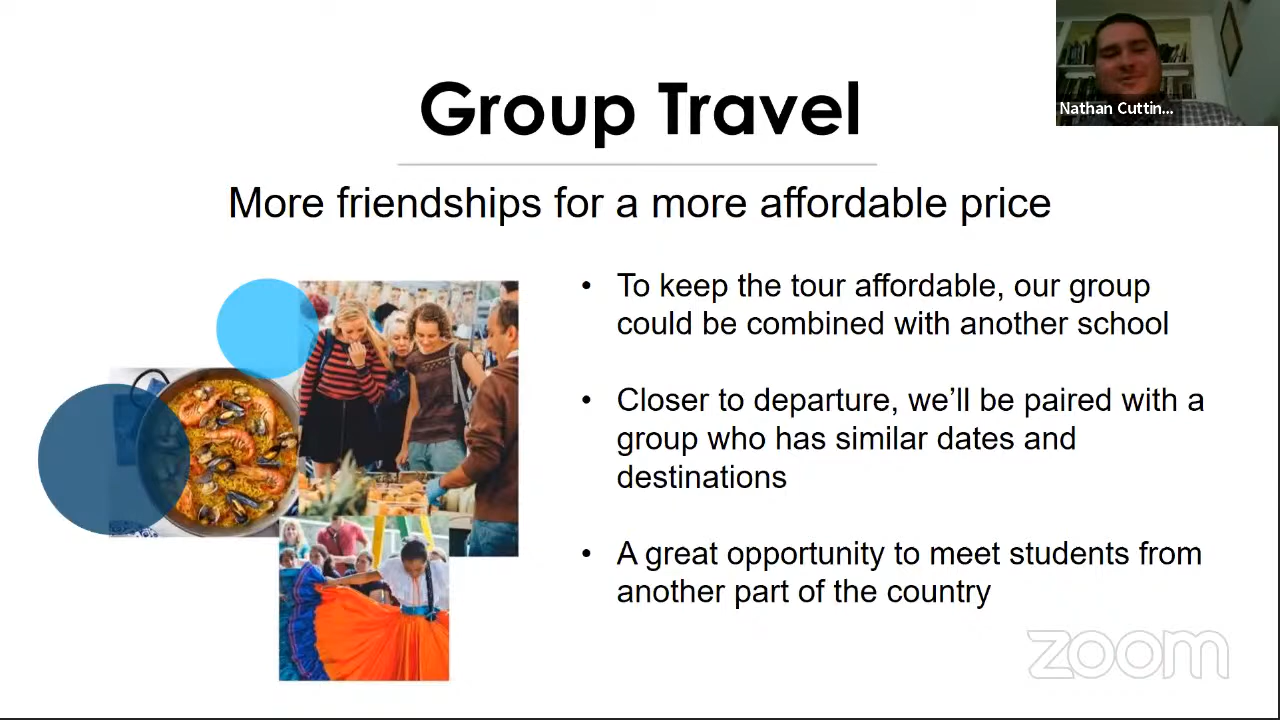 Nathan Cuttin...
Group Travel
More friendships for a more affordable price
• To keep the tour affordable, our group
could be combined with another school
• Closer to departure, we’ll be paired with a
group who has similar dates and
destinations
• A great opportunity to meet students from
another part of the country
zoom